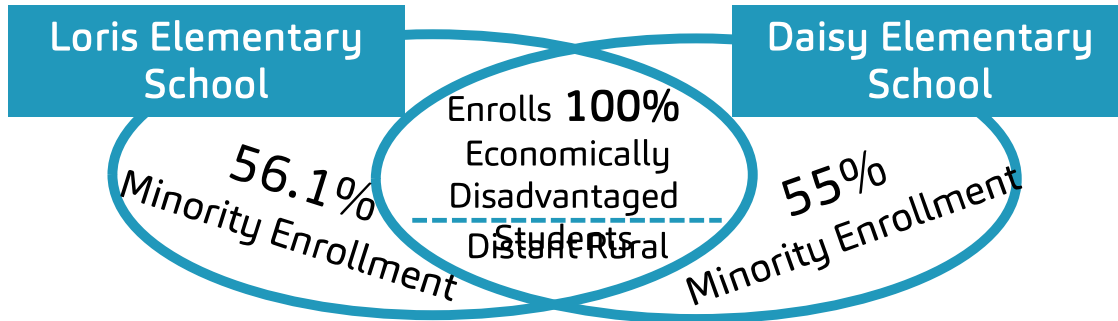 Loris Elementary
School
Daisy Elementary
School
56.1%
Minority Enrollment
Enrolls 100%
Economically
Disadvantaged
Students
Distant Rural
55%
Minority Enrollment